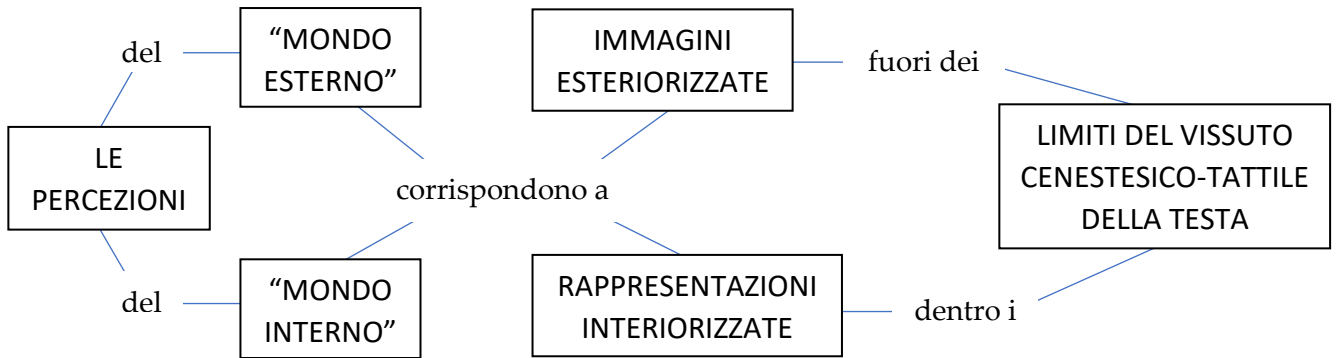 del
“MONDO
ESTERNO”
IMMAGINI
ESTERIORIZZATE
fuori dei
LE
PERCEZIONI
corrispondono a
LIMITI DEL VISSUTO
CENESTESICO-TATTILE
DELLA TESTA
del
“MONDO
INTERNO”
RAPPRESENTAZIONI
INTERIORIZZATE
dentro i